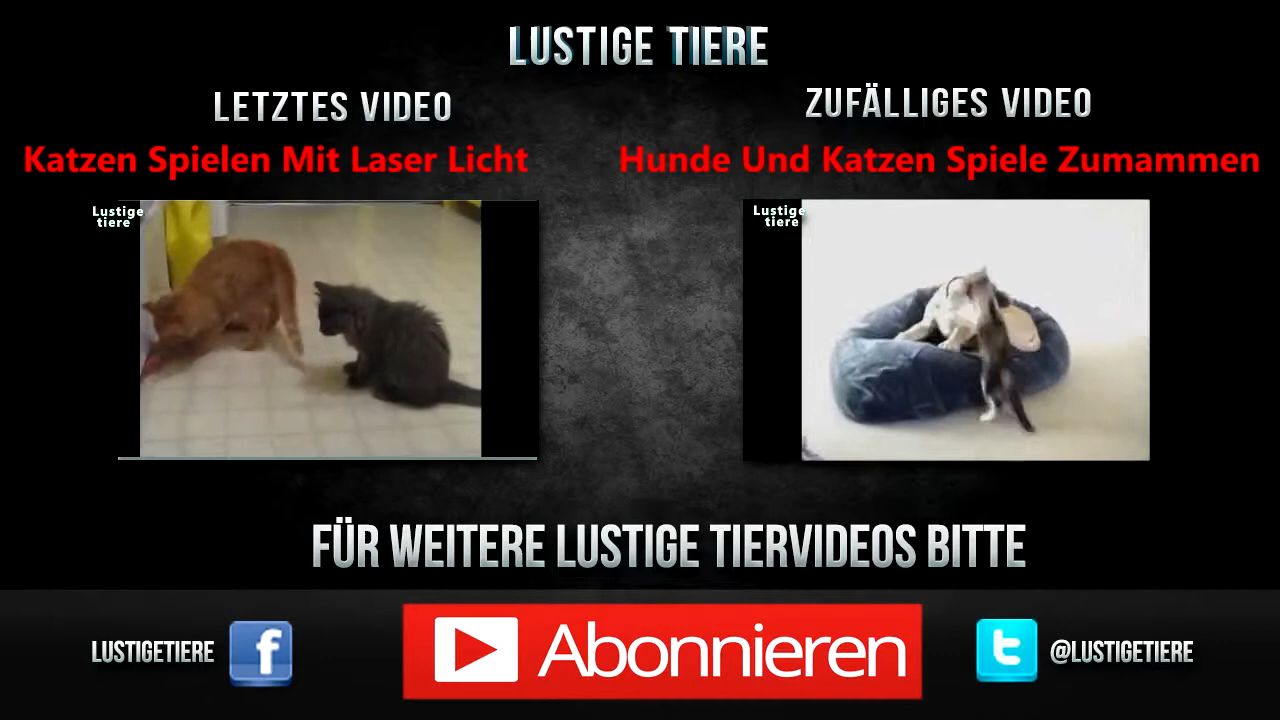 LUSTIGE TIERE
LETZTES VIDEO
ZUFÄLLIGES VIDEO
Katzen Spielen Mit Laser Licht
Hunde Und Katzen Spiele Zumammen
Lustige
tiere
Lustige
tiere
FÜR WEITERE LUSTIGE TIERVIDEOS BITTE
LUSTIGETIERE
f
Abonnieren
t
@LUSTIGETIERE